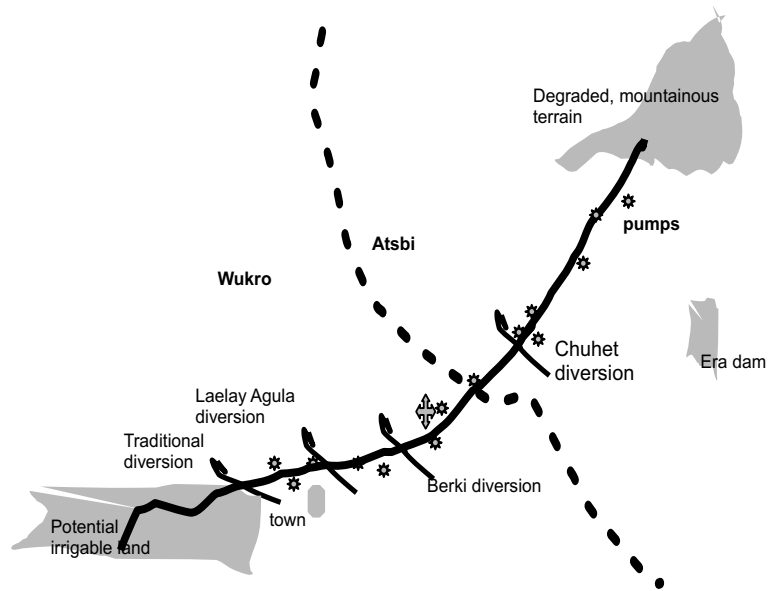 Degraded, mountainous
terrain
pumps
Atsbi
Wukro
Chuhet
diversion
Era dam
Laelay Agula
diversion
Traditional
diversion
Berki diversion
town
Potential
irrigable land